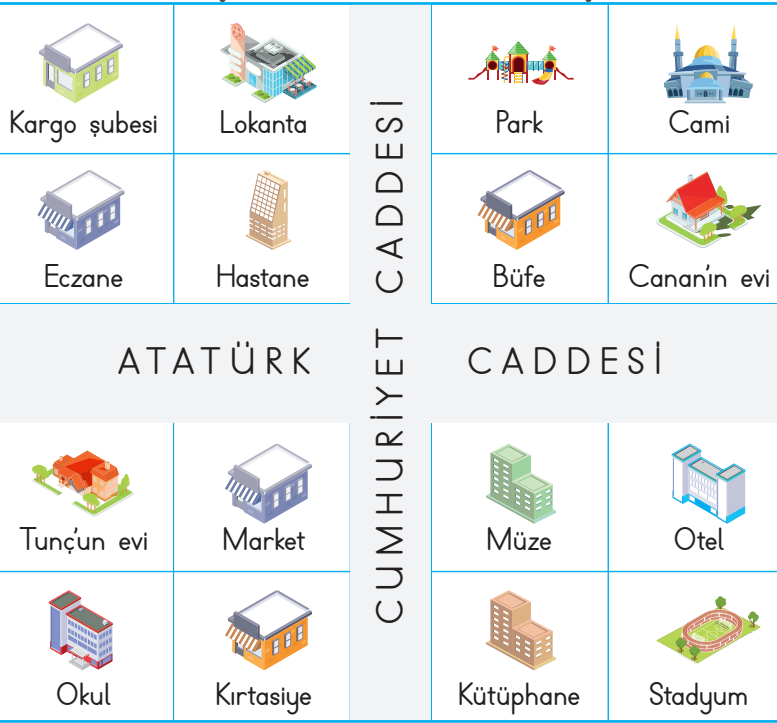 Kargo şubesi
Lokanta
Park
Cami
Eczane
Hastane
Büfe
Canan'ın evi
CUMHURİYET CADDESİ
ATATÜRK CADDESİ
Tunç'un evi
Market
Müze
Otel
Okul
Kırtasiye
Kütüphane
Stadyum